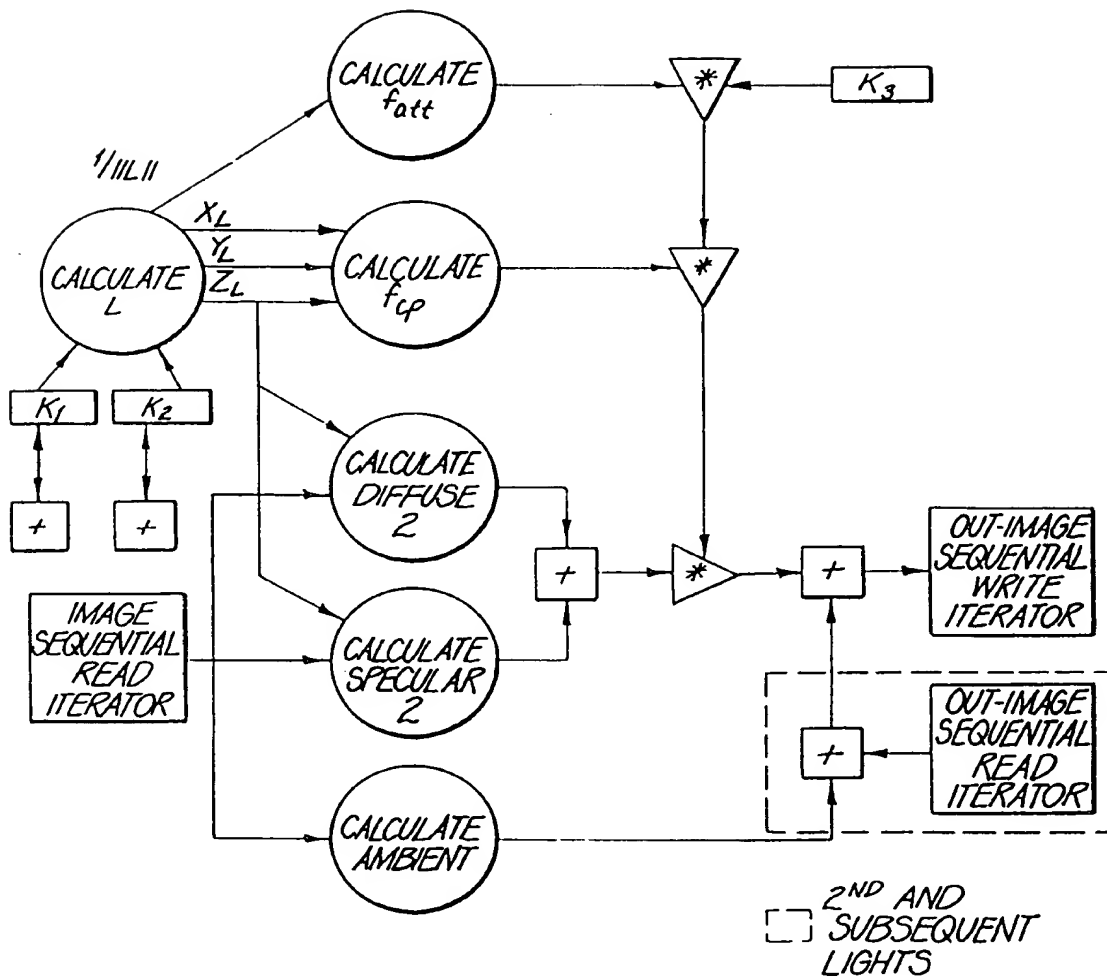 CALCULATE
fatt
*
K3
1/||L||
XL
YL
ZL
CALCULATE
L
CALCULATE
fcp
*
K1
K2
+
+
CALCULATE
DIFFUSE
2
+
*
+
OUT-IMAGE
SEQUENTIAL
WRITE
ITERATOR
IMAGE
SEQUENTIAL
READ
ITERATOR
CALCULATE
SPECULAR
2
+
OUT-IMAGE
SEQUENTIAL
READ
ITERATOR
CALCULATE
AMBIENT
2ND AND
SUBSEQUENT
LIGHTS